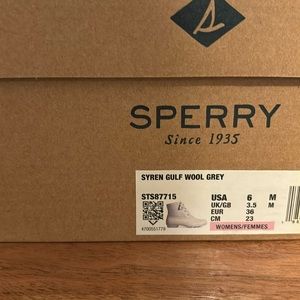 SPERRY
Since 1935
SYREN GULF WOOL GREY
STS87715
USA 6 M
UK/GB 3.5 M
EUR 36
CM 23
WOMENS/FEMMES